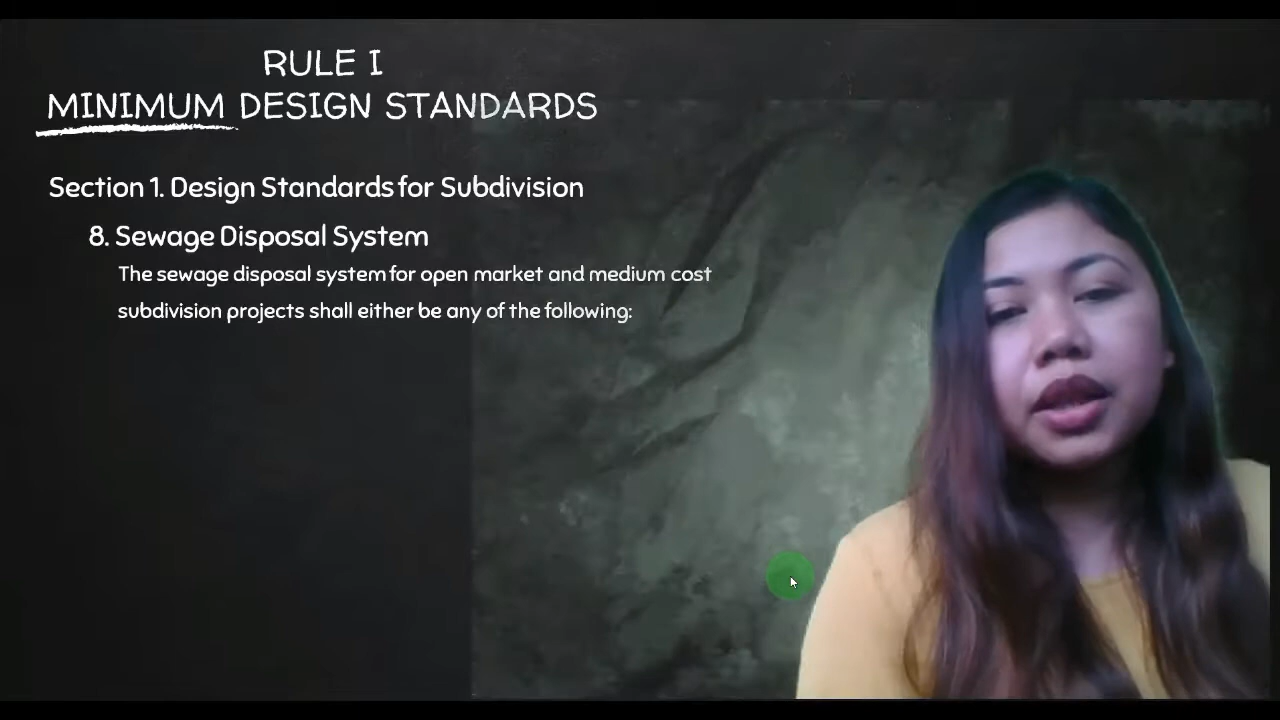 RULE I
MINIMUM DESIGN STANDARDS
Section 1. Design Standards for Subdivision
8. Sewage Disposal System
The sewage disposal system for open market and medium cost
subdivision projects shall either be any of the following: